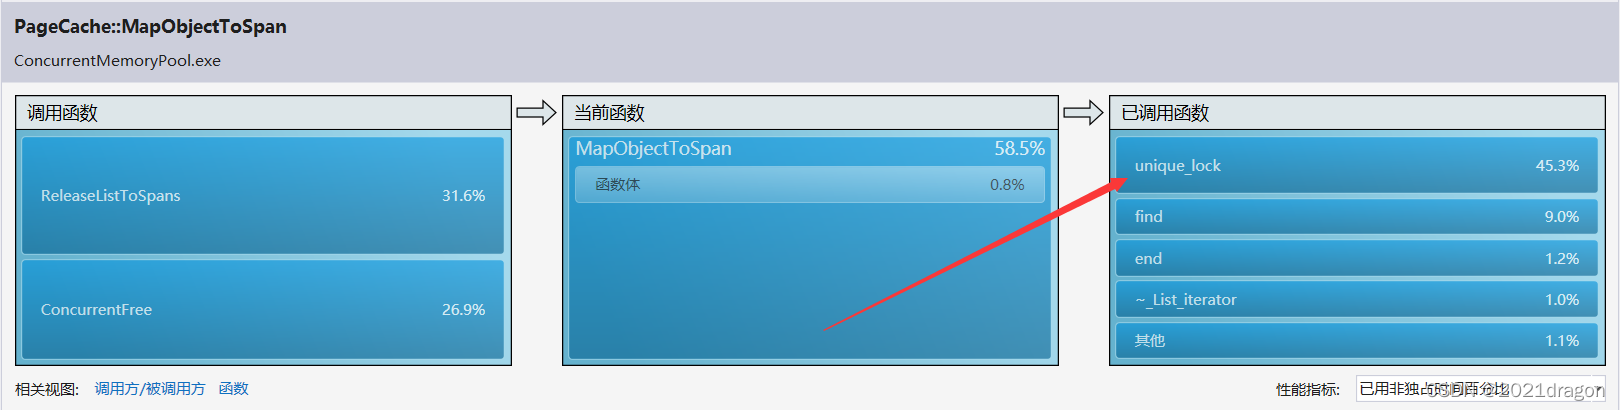 PageCache::MapObjectToSpan
ConcurrentMemoryPool.exe
调用函数
ReleaseListToSpans 31.6%
ConcurrentFree 26.9%
当前函数
MapObjectToSpan 58.5%
函数体 0.8%
已调用函数
unique_lock 45.3%
find 9.0%
end 1.2%
~_List_iterator 1.0%
其他 1.1%
相关视图: 调用方/被调用方 函数
性能指标: 已用非独占时间百分比
CSDN @2021dragon